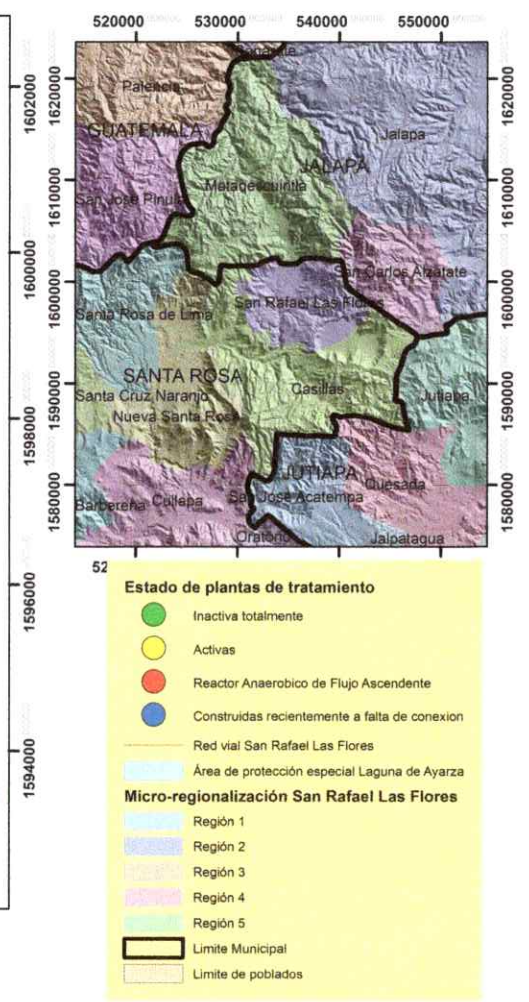 520000 530000 540000 550000
1620000 1610000 1600000 1590000 1580000
1602000 1600000 1598000 1596000 1594000
Palencia
GUATEMALA
Jalapa
JALAPA
Mataquescuintla
San José Pinula
San Carlos Alzatate
San Rafael Las Flores
Santa Rosa de Lima
SANTA ROSA
Casillas
Jutiapa
Santa Cruz Naranjo
Nueva Santa Rosa
JUTIAPA
Quesada
Barberena
Cuilapa
San José Acatempa
Oratorio
Jalpatagua
1620000 1610000 1600000 1590000 1580000
52
Estado de plantas de tratamiento
Inactiva totalmente
Activas
Reactor Anaerobico de Flujo Ascendente
Construidas recientemente a falta de conexion
Red vial San Rafael Las Flores
Área de protección especial Laguna de Ayarza
Micro-regionalización San Rafael Las Flores
Región 1
Región 2
Región 3
Región 4
Región 5
Limite Municipal
Limite de poblados